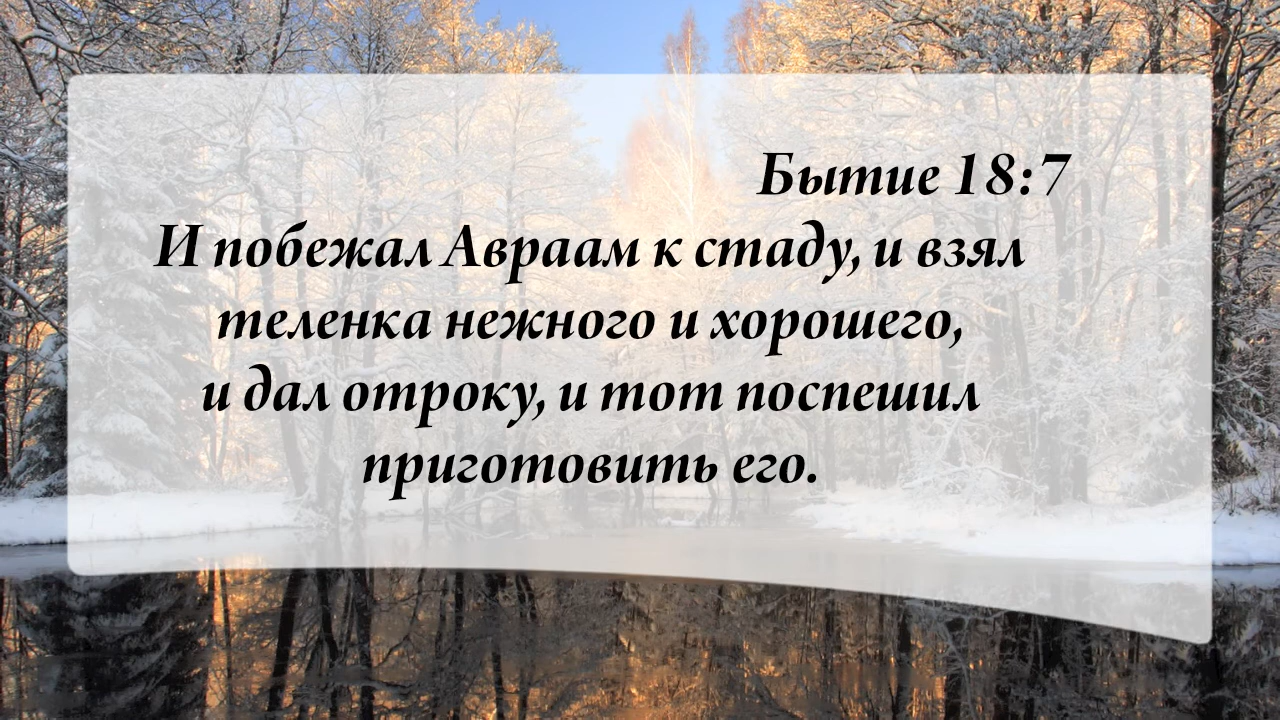 Бытие 18:7
И побежал Авраам к стаду, и взял
теленка нежного и хорошего,
и дал отроку, и тот поспешил
приготовить его.